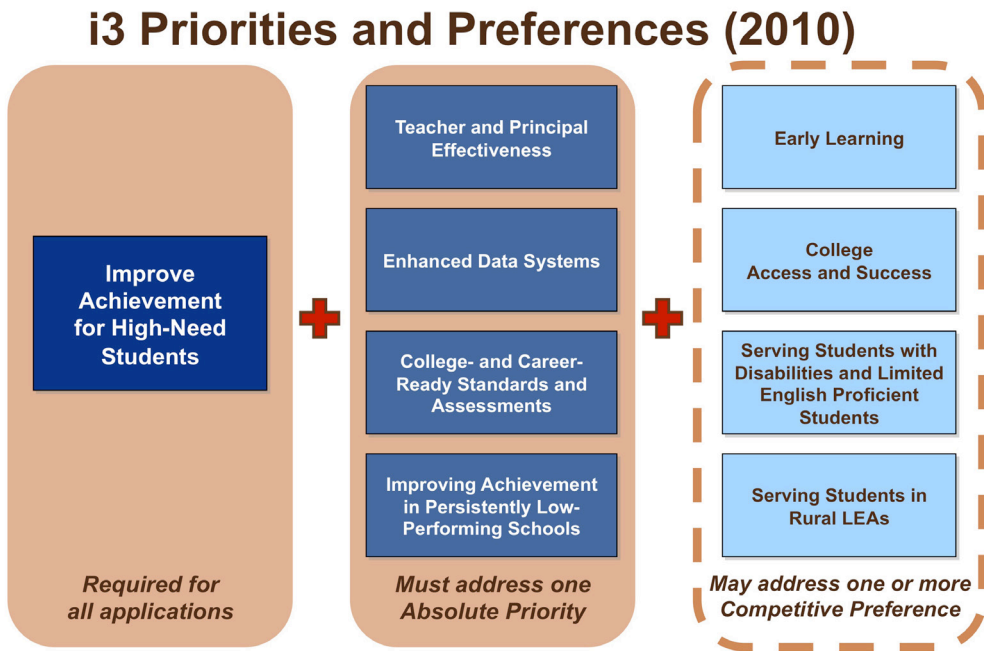 i3 Priorities and Preferences (2010)
Improve
Achievement
for High-Need
Students
Required for
all applications
Teacher and Principal
Effectiveness
Enhanced Data Systems
College- and Career-
Ready Standards and
Assessments
Improving Achievement
in Persistently Low-
Performing Schools
Must address one
Absolute Priority
Early Learning
College
Access and Success
Serving Students with
Disabilities and Limited
English Proficient
Students
Serving Students in
Rural LEAs
May address one or more
Competitive Preference